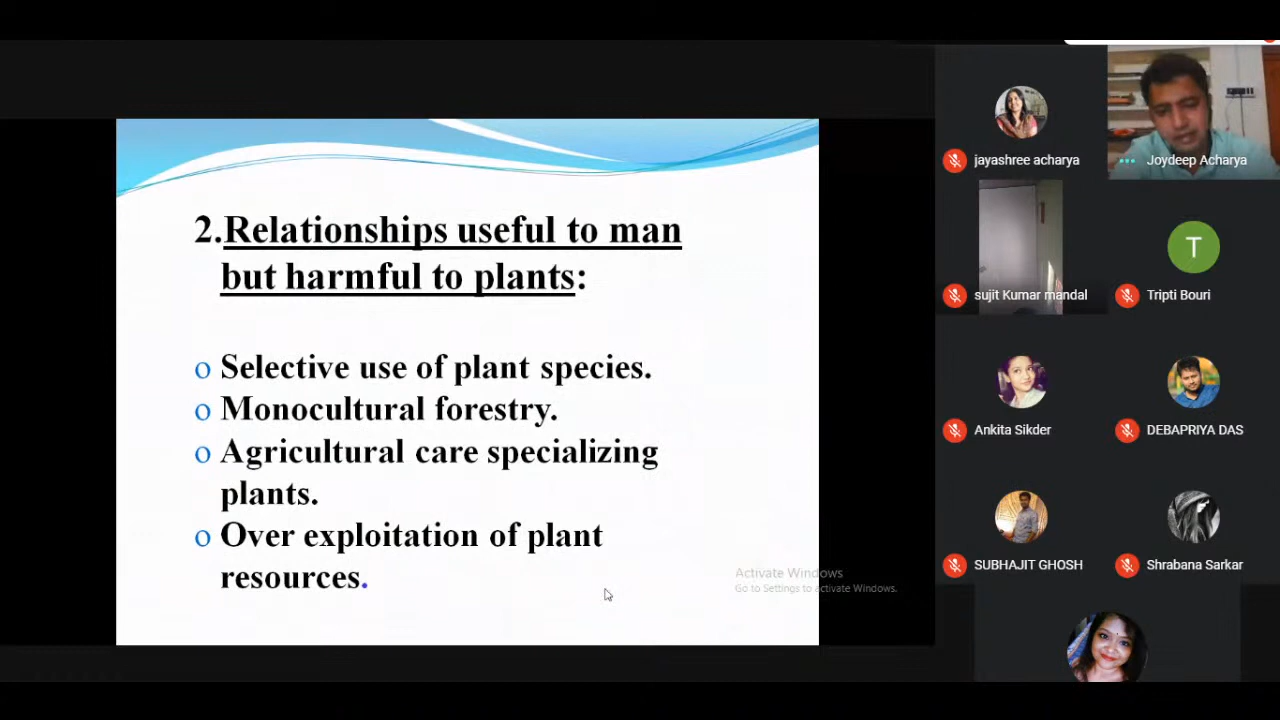 2.Relationships useful to man
but harmful to plants:
o Selective use of plant species.
o Monocultural forestry.
o Agricultural care specializing
plants.
o Over exploitation of plant
resources.
Activate Windows
Go to Settings to activate Windows.
jayashree acharya
Joydeep Acharya
sujit Kumar mandal
T
Tripti Bouri
Ankita Sikder
DEBAPRIYA DAS
SUBHAJIT GHOSH
Shrabana Sarkar